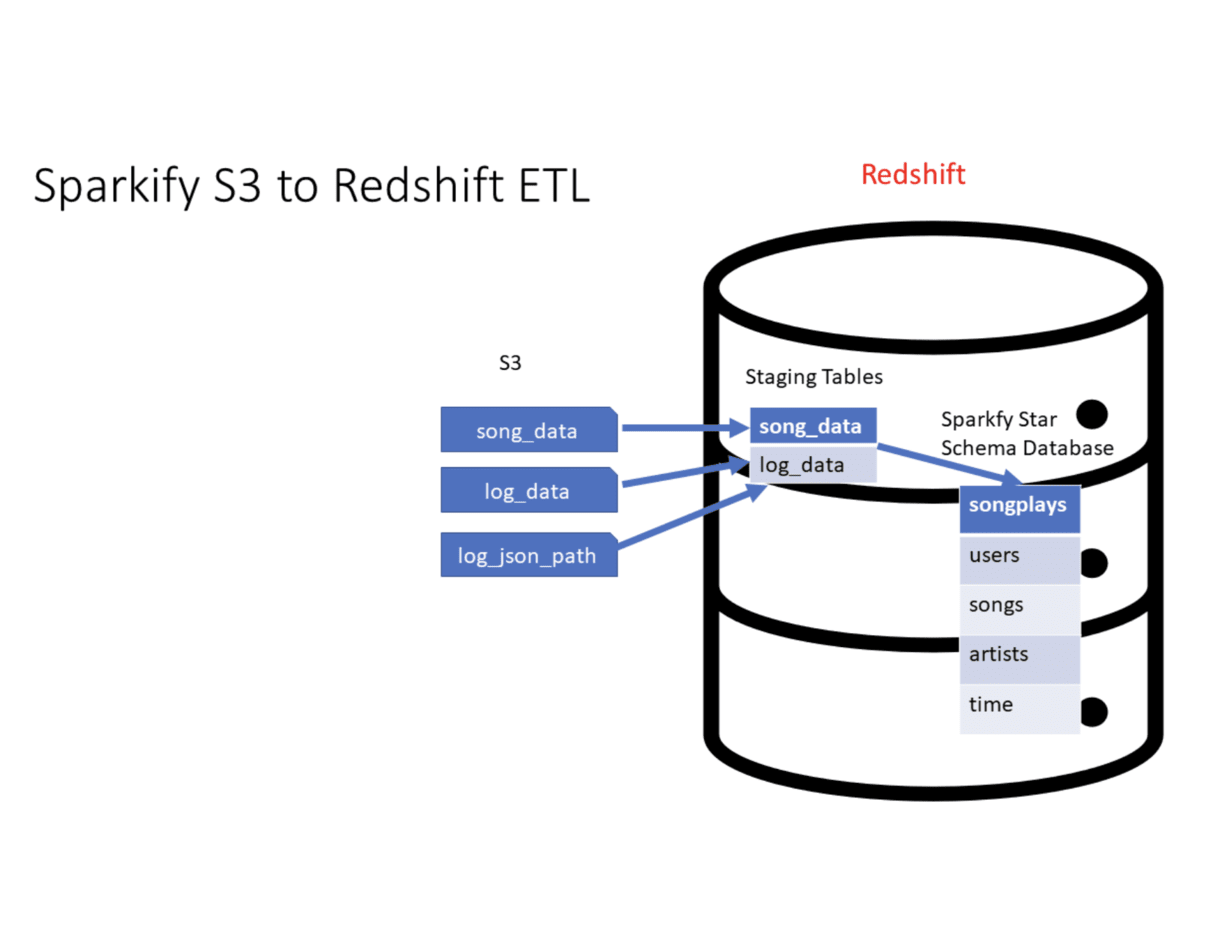 Sparkify S3 to Redshift ETL
Redshift
S3
song_data
log_data
log_json_path
Staging Tables
song_data
log_data
Sparkfy Star
Schema Database
songplays
users
songs
artists
time